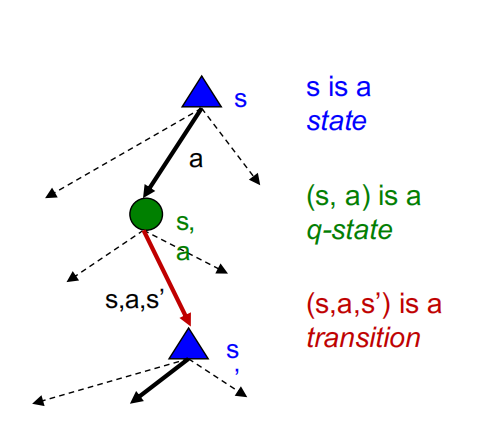 s
s is a
state
a
(s, a) is a
q-state
s,
a
s,a,s’
(s,a,s’) is a
transition
s
’